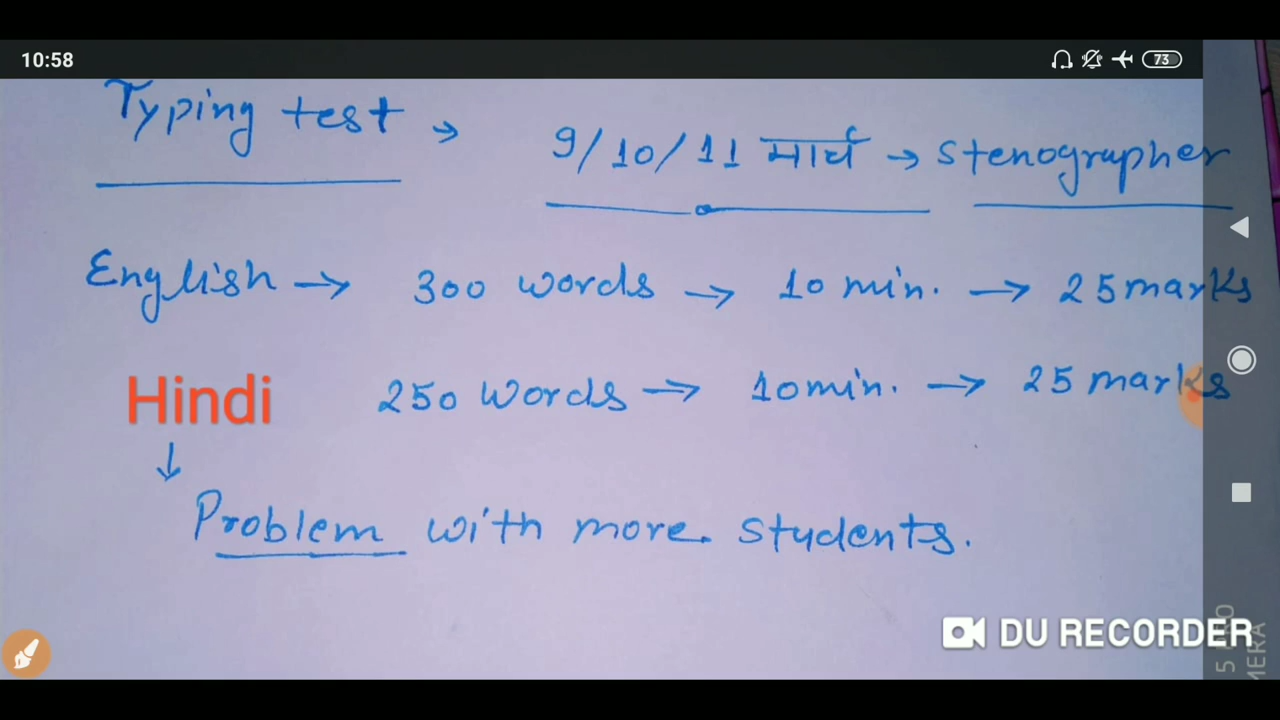 10:58
73
Typing test → 9/10/11 मार्च → Stenographer
English → 300 words → 10 min. → 25 marks
Hindi 250 words → 10 min. → 25 marks
↓
Problem with more students.
DU RECORDER